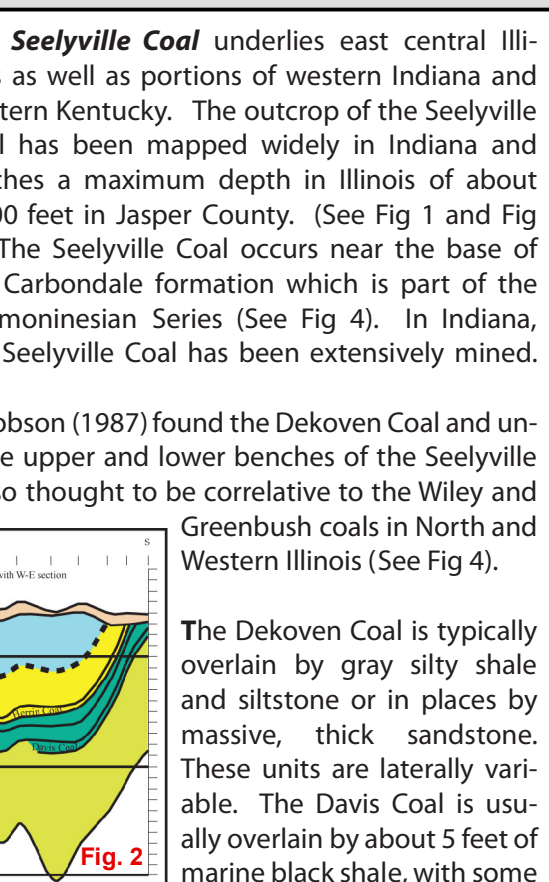 Seelyville Coal underlies east central Illi-
s as well as portions of western Indiana and
tern Kentucky. The outcrop of the Seelyville
l has been mapped widely in Indiana and
ches a maximum depth in Illinois of about
00 feet in Jasper County. (See Fig 1 and Fig
The Seelyville Coal occurs near the base of
Carbondale formation which is part of the
moninesian Series (See Fig 4). In Indiana,
Seelyville Coal has been extensively mined.
obson (1987) found the Dekoven Coal and un-
e upper and lower benches of the Seelyville
so thought to be correlative to the Wiley and
Greenbush coals in North and
Western Illinois (See Fig 4).
The Dekoven Coal is typically
overlain by gray silty shale
and siltstone or in places by
massive, thick sandstone.
These units are laterally vari-
able. The Davis Coal is usu-
ally overlain by about 5 feet of
marine black shale, with some
S
with W-E section
Herrin Coal
Davis Coal
Fig. 2